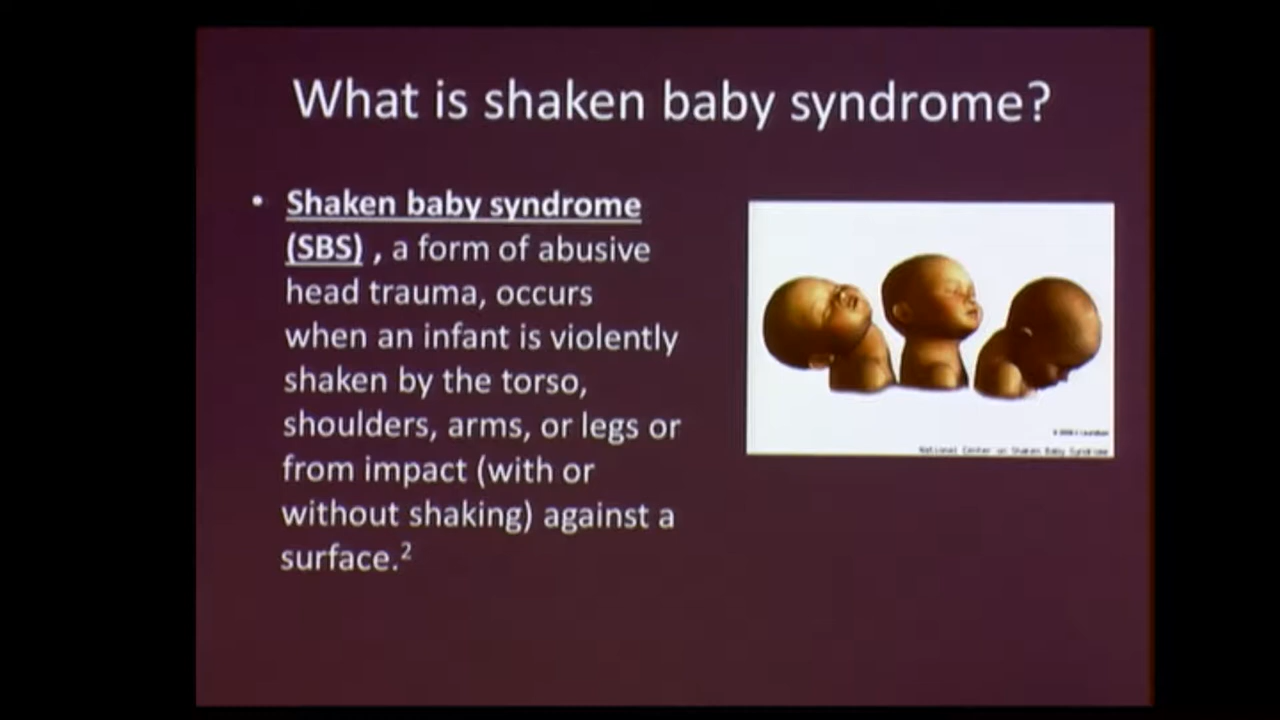 What is shaken baby syndrome?
• Shaken baby syndrome
(SBS) , a form of abusive
head trauma, occurs
when an infant is violently
shaken by the torso,
shoulders, arms, or legs or
from impact (with or
without shaking) against a
surface.²
National Center on Shaken Baby Syndrome